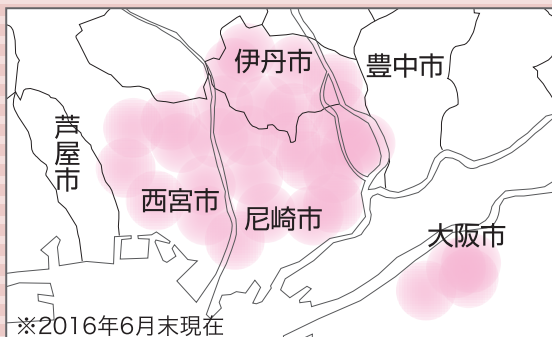 伊丹市
豊中市
芦屋市
西宮市
尼崎市
大阪市
※2016年6月末現在